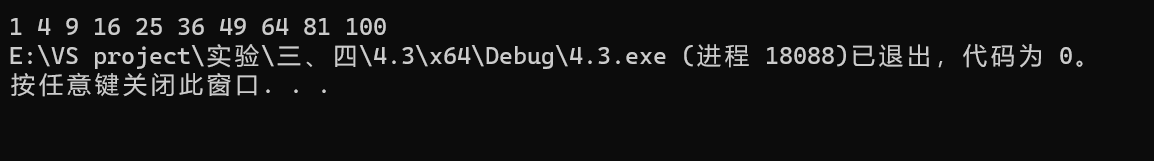 1 4 9 16 25 36 49 64 81 100
E:\VS project\实验\三、四\4.3\x64\Debug\4.3.exe (进程 18088)已退出，代码为 0。
按任意键关闭此窗口. . .